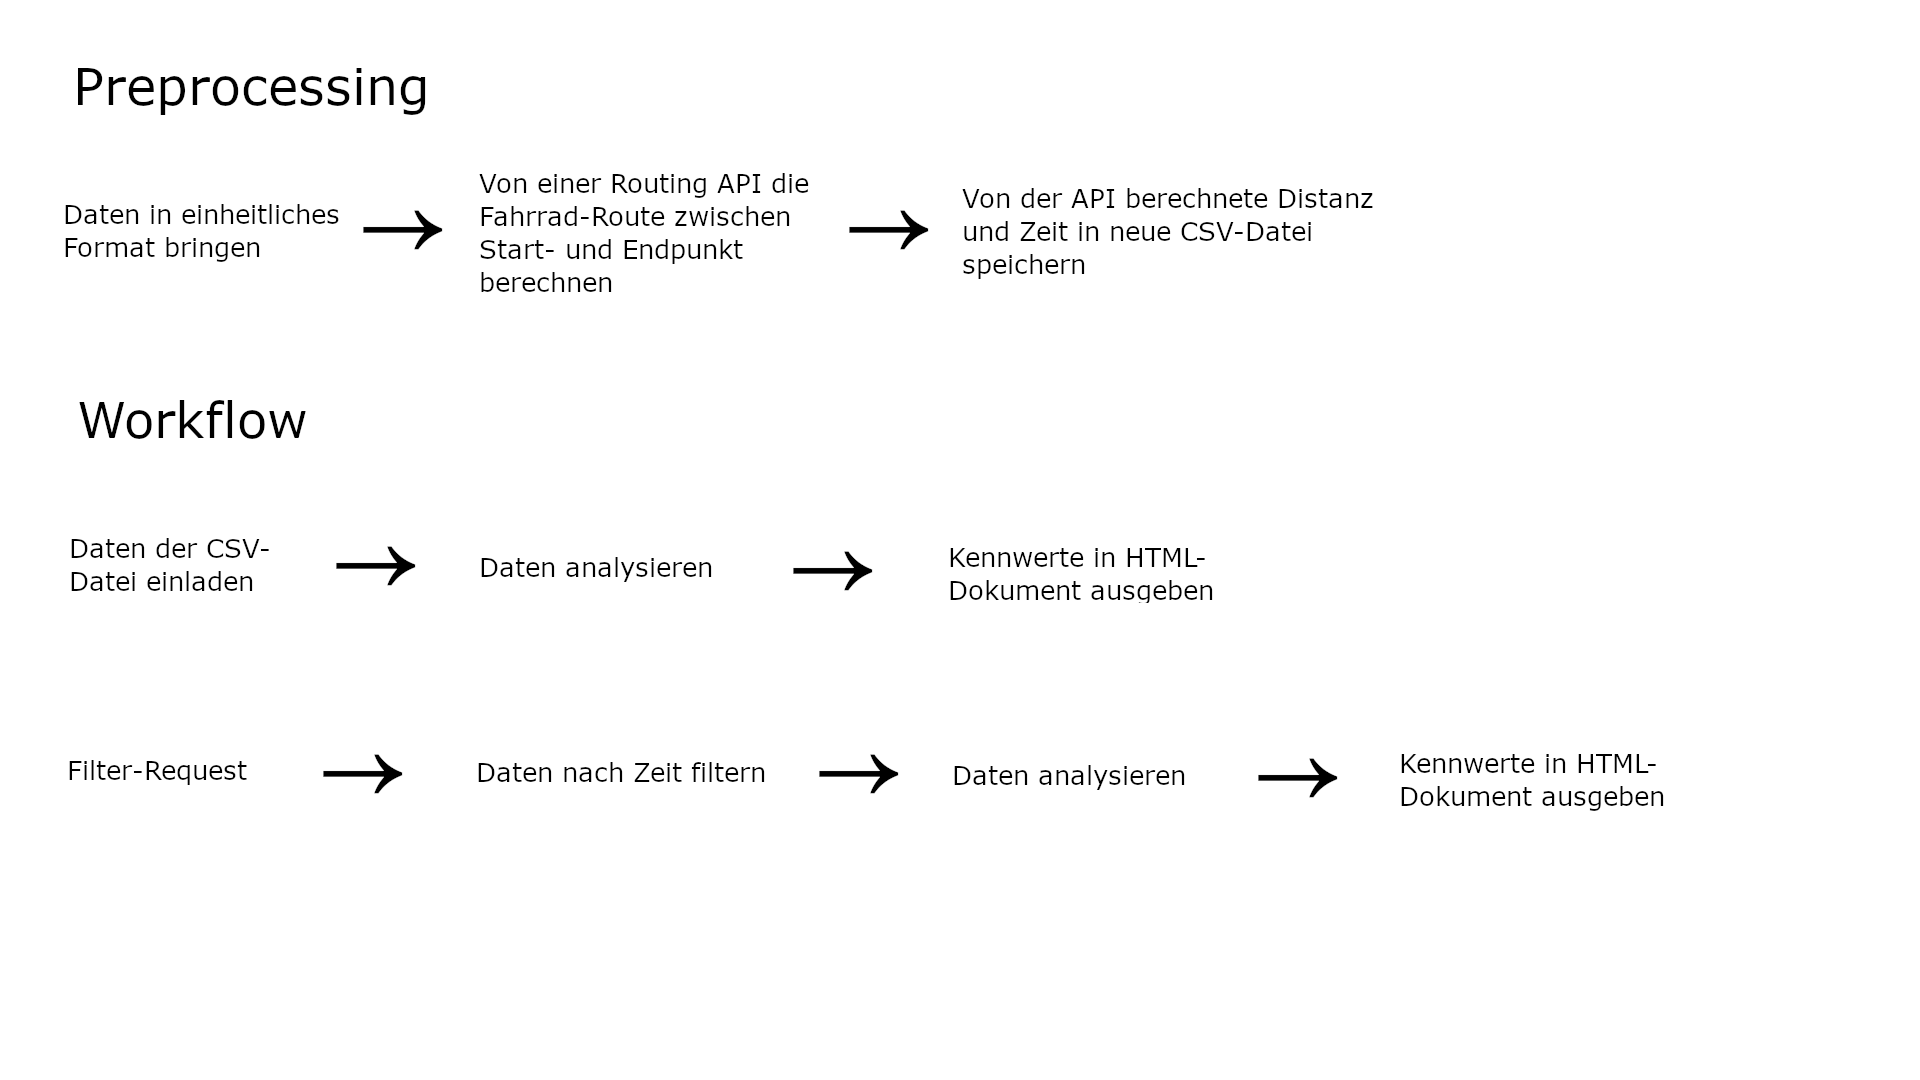 Preprocessing
Daten in einheitliches
Format bringen
Von einer Routing API die
Fahrrad-Route zwischen
Start- und Endpunkt
berechnen
Von der API berechnete Distanz
und Zeit in neue CSV-Datei
speichern
Workflow
Daten der CSV-
Datei einladen
Daten analysieren
Kennwerte in HTML-
Dokument ausgeben
Filter-Request
Daten nach Zeit filtern
Daten analysieren
Kennwerte in HTML-
Dokument ausgeben